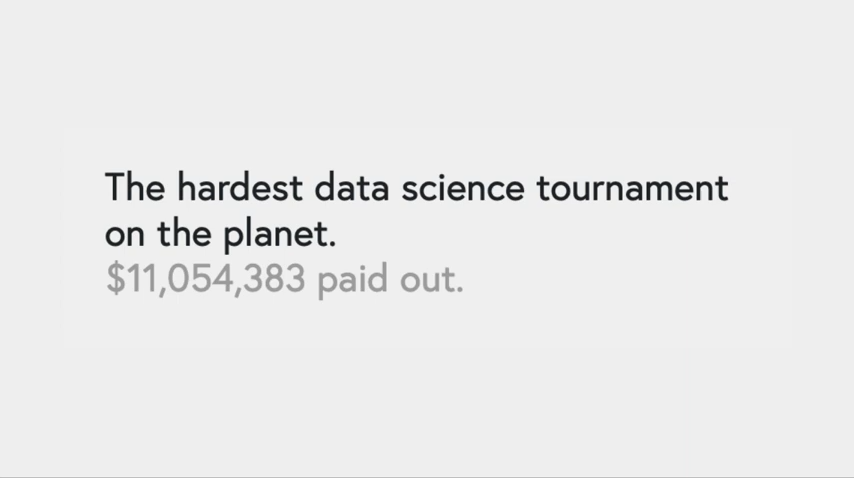 The hardest data science tournament
on the planet.
$11,054,383 paid out.